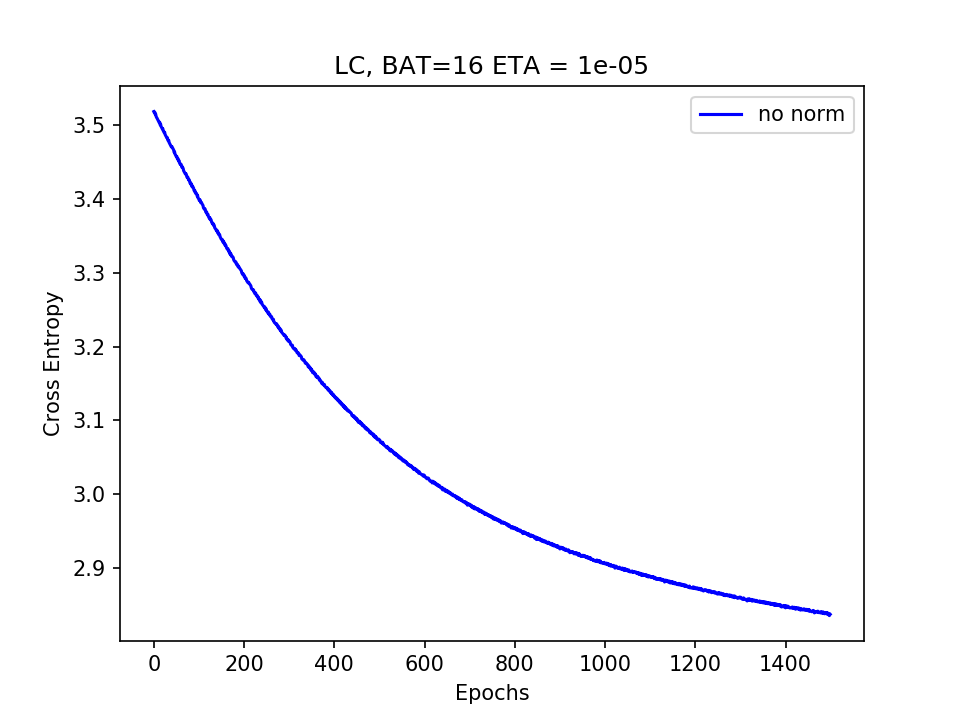 LC, BAT=16 ETA = 1e-05
no norm
3.5
3.4
3.3
3.2
3.1
3.0
2.9
Cross Entropy
0 200 400 600 800 1000 1200 1400
Epochs